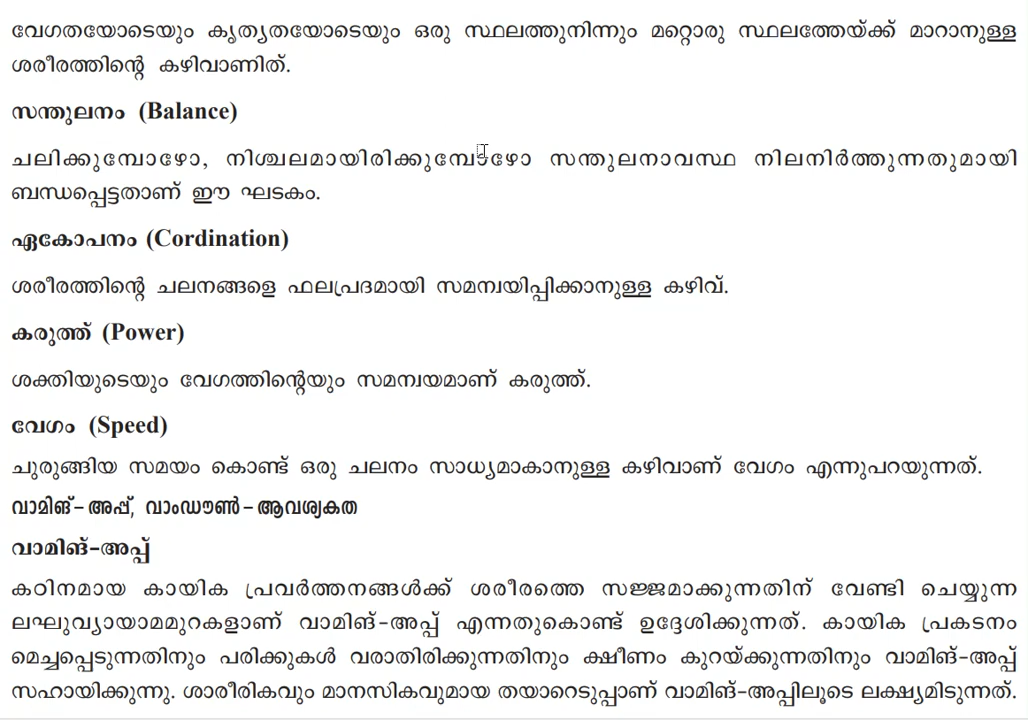 വേഗതയോടെയും കൃത്യതയോടെയും ഒരു സ്ഥലത്തുനിന്നും മറ്റൊരു സ്ഥലത്തേയ്ക്ക് മാറാനുള്ള
ശരീരത്തിന്റെ കഴിവാണിത്.
സന്തുലനം (Balance)
ചലിക്കുമ്പോഴോ, നിശ്ചലമായിരിക്കുമ്പോഴോ സന്തുലനാവസ്ഥ നിലനിർത്തുന്നതുമായി
ബന്ധപ്പെട്ടതാണ് ഈ ഘടകം.
ഏകോപനം (Cordination)
ശരീരത്തിന്റെ ചലനങ്ങളെ ഫലപ്രദമായി സമന്വയിപ്പിക്കാനുള്ള കഴിവ്.
കരുത്ത് (Power)
ശക്തിയുടെയും വേഗത്തിന്റെയും സമന്വയമാണ് കരുത്ത്.
വേഗം (Speed)
ചുരുങ്ങിയ സമയം കൊണ്ട് ഒരു ചലനം സാധ്യമാകാനുള്ള കഴിവാണ് വേഗം എന്നുപറയുന്നത്.
വാമിങ്-അപ്പ്, വാംഡൗൺ-ആവശ്യകത
വാമിങ്-അപ്പ്
കഠിനമായ കായിക പ്രവർത്തനങ്ങൾക്ക് ശരീരത്തെ സജ്ജമാക്കുന്നതിന് വേണ്ടി ചെയ്യുന്ന
ലഘുവ്യായാമമുറകളാണ് വാമിങ്-അപ്പ് എന്നതുകൊണ്ട് ഉദ്ദേശിക്കുന്നത്. കായിക പ്രകടനം
മെച്ചപ്പെടുന്നതിനും പരിക്കുകൾ വരാതിരിക്കുന്നതിനും ക്ഷീണം കുറയ്ക്കുന്നതിനും വാമിങ്-അപ്പ്
സഹായിക്കുന്നു. ശാരീരികവും മാനസികവുമായ തയാറെടുപ്പാണ് വാമിങ്-അപ്പിലൂടെ ലക്ഷ്യമിടുന്നത്.